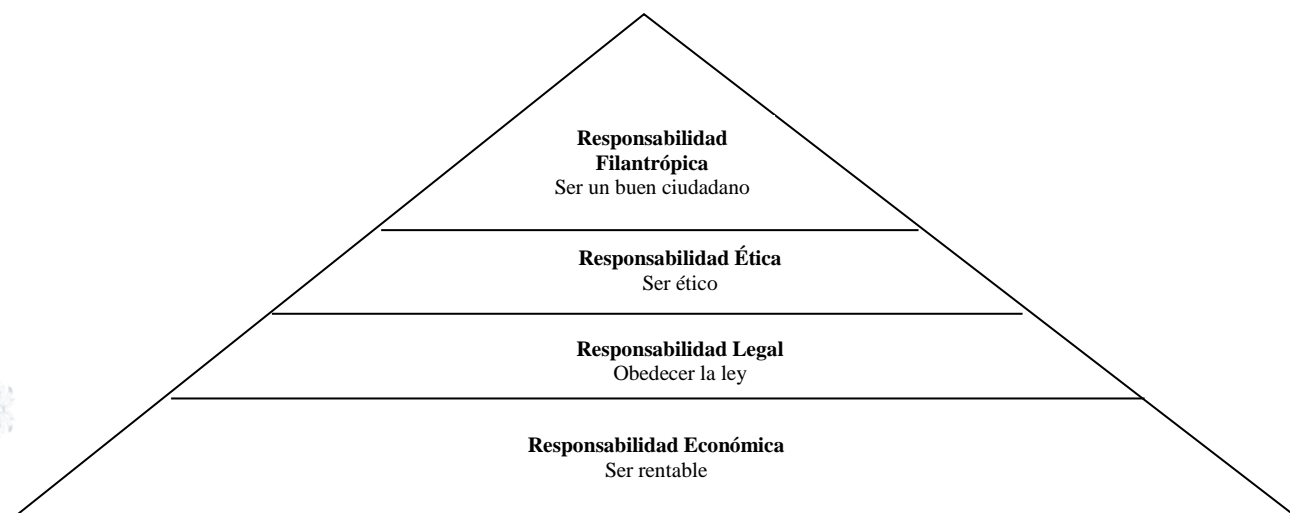 Responsabilidad
Filantrópica
Ser un buen ciudadano
Responsabilidad Ética
Ser ético
Responsabilidad Legal
Obedecer la ley
Responsabilidad Económica
Ser rentable